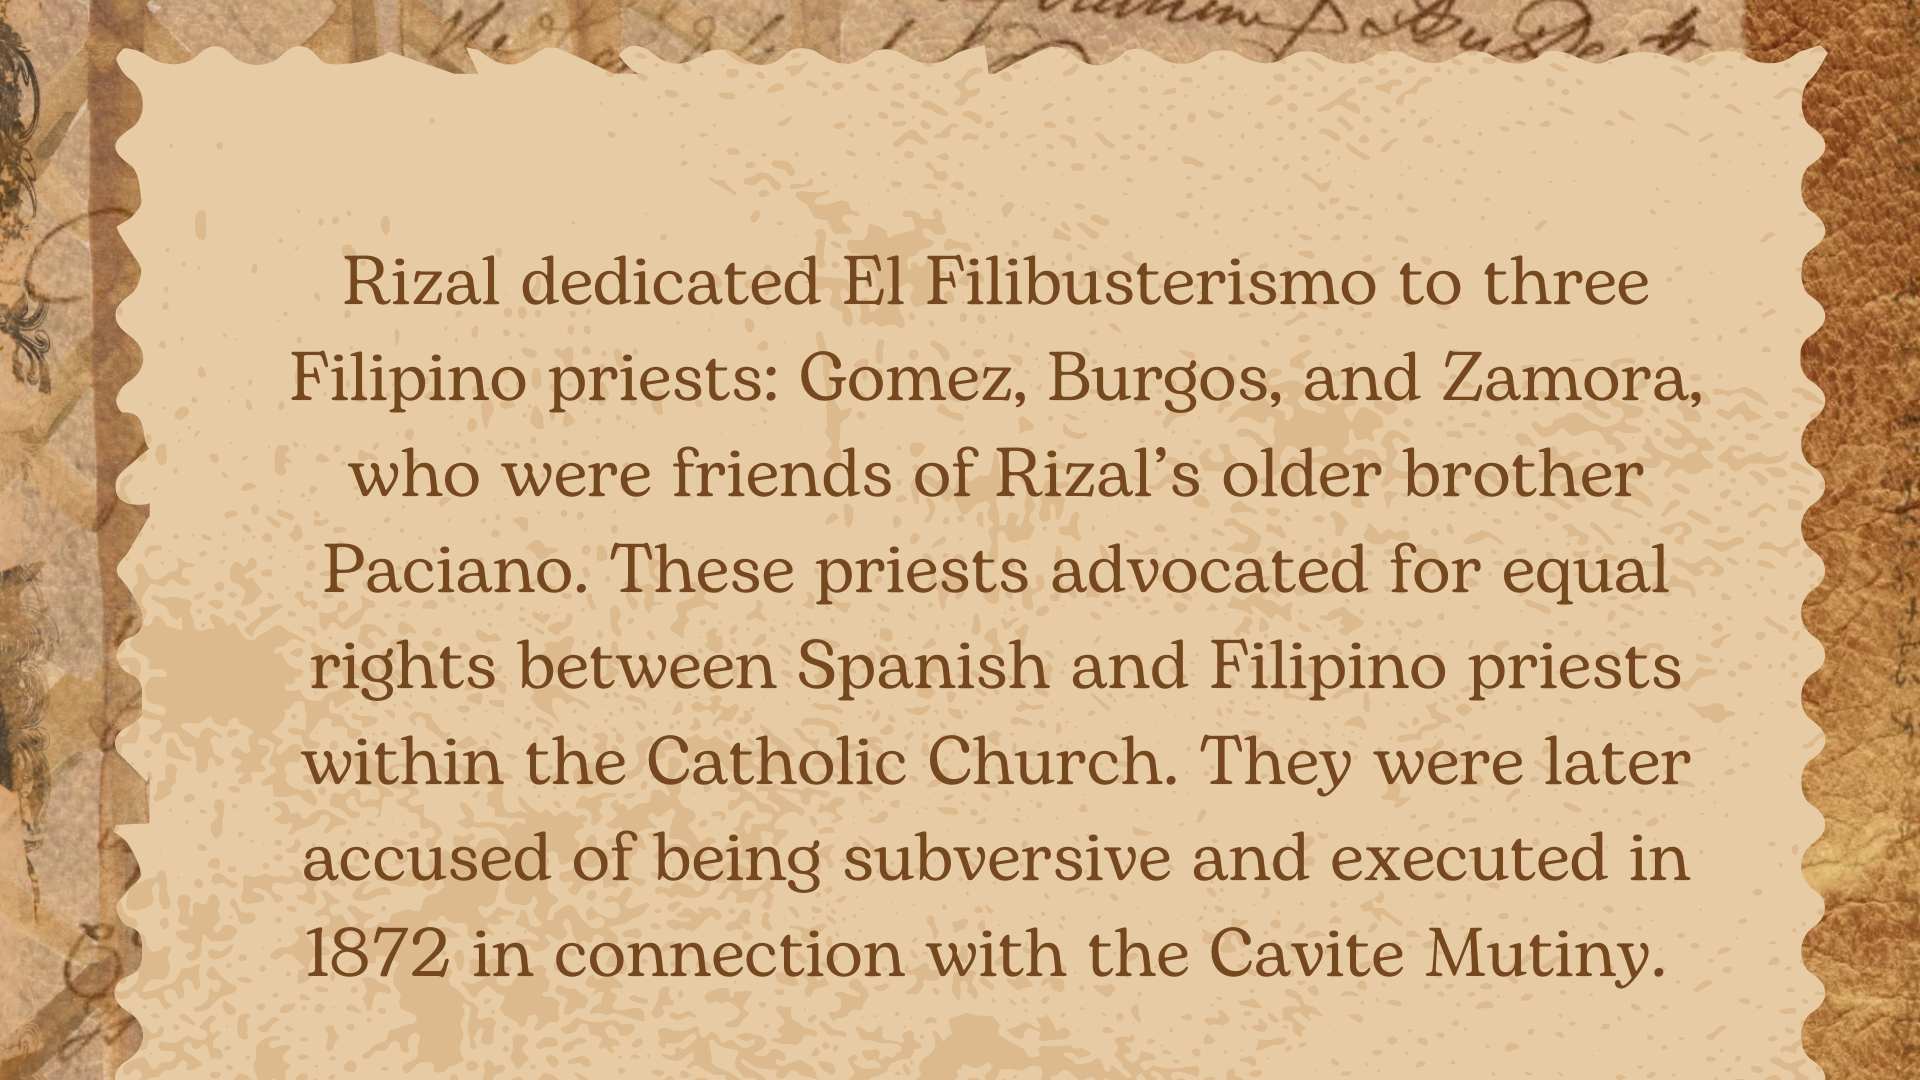 Rizal dedicated El Filibusterismo to three
Filipino priests: Gomez, Burgos, and Zamora,
who were friends of Rizal’s older brother
Paciano. These priests advocated for equal
rights between Spanish and Filipino priests
within the Catholic Church. They were later
accused of being subversive and executed in
1872 in connection with the Cavite Mutiny.